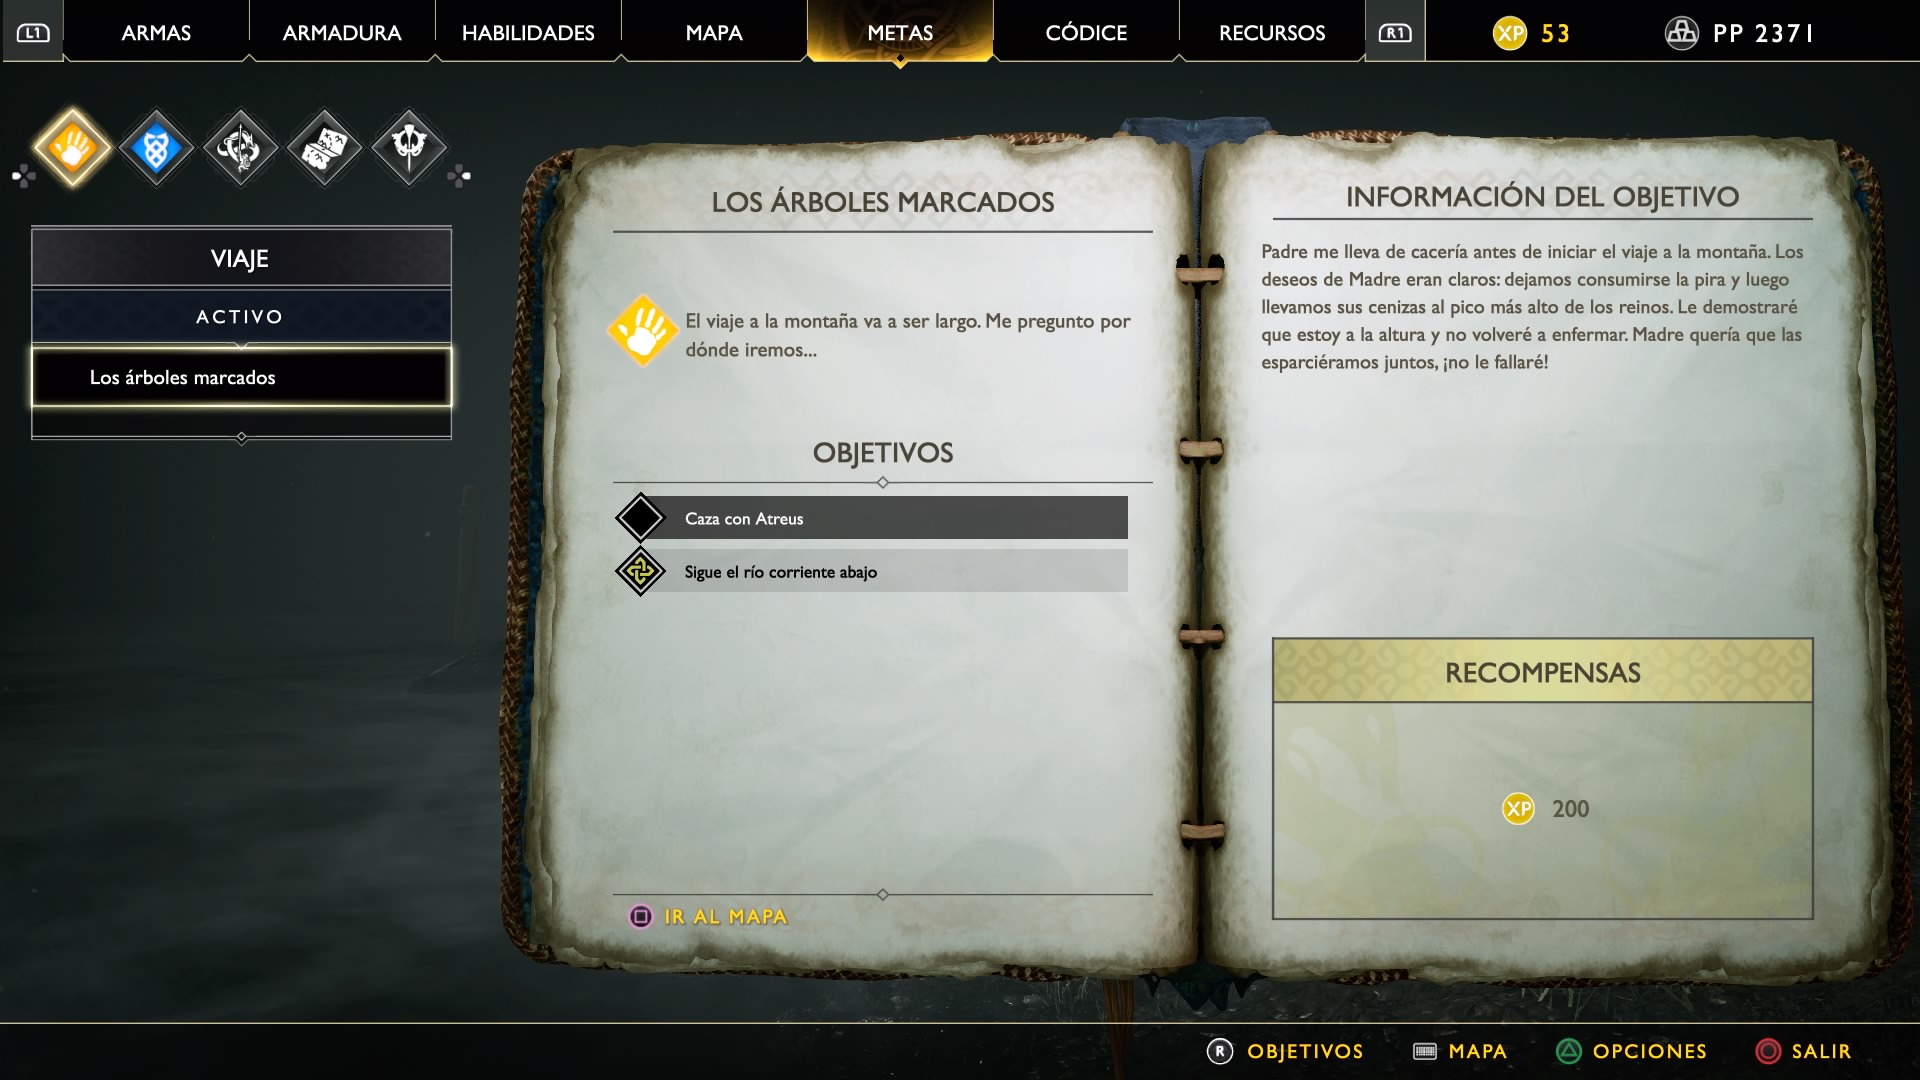 L1
ARMAS
ARMADURA
HABILIDADES
MAPA
METAS
CÓDICE
RECURSOS
R1
XP 53
PP 2371
VIAJE
ACTIVO
Los árboles marcados
LOS ÁRBOLES MARCADOS
El viaje a la montaña va a ser largo. Me pregunto por
dónde iremos...
OBJETIVOS
Caza con Atreus
Sigue el río corriente abajo
IR AL MAPA
INFORMACIÓN DEL OBJETIVO
Padre me lleva de cacería antes de iniciar el viaje a la montaña. Los
deseos de Madre eran claros: dejamos consumirse la pira y luego
llevamos sus cenizas al pico más alto de los reinos. Le demostraré
que estoy a la altura y no volveré a enfermar. Madre quería que las
esparciéramos juntos, ¡no le fallaré!
RECOMPENSAS
XP 200
R OBJETIVOS
MAPA
OPCIONES
SALIR